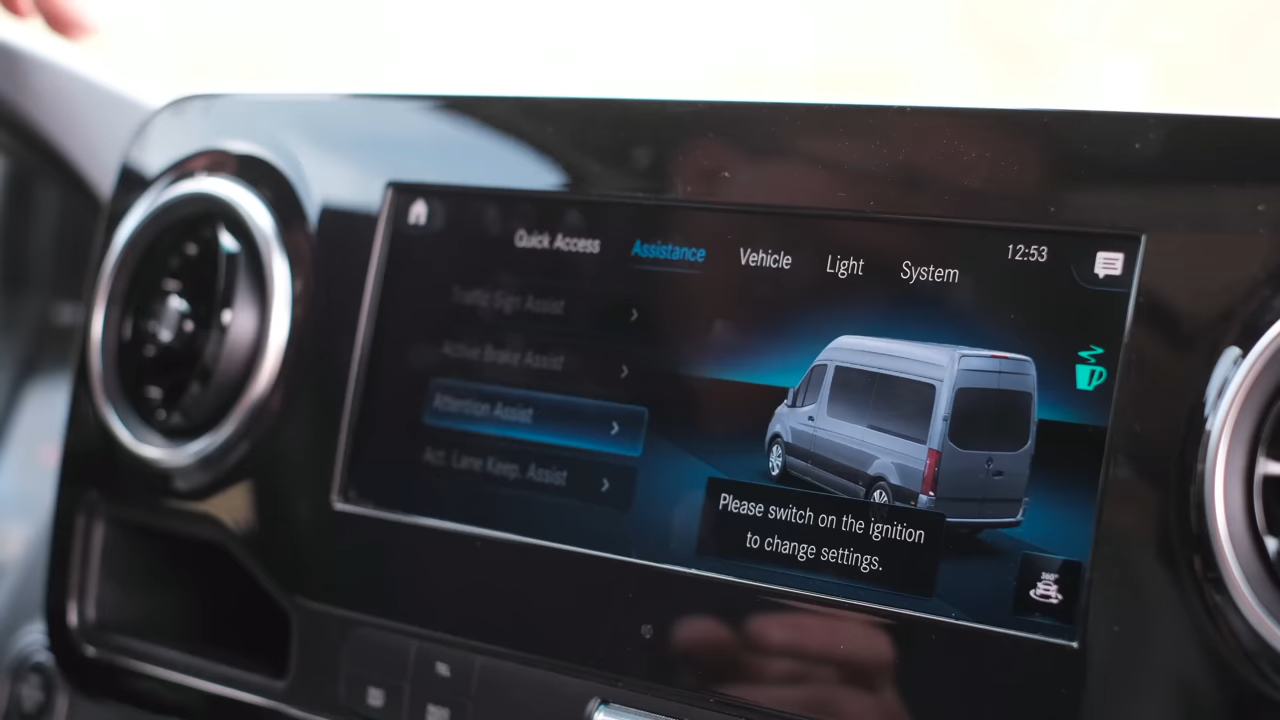 Quick Access Assistance Vehicle Light System 12:53
Traffic Sign Assist
Active Brake Assist
Attention Assist
Act. Lane Keep. Assist
Please switch on the ignition
to change settings.
360°
TEL